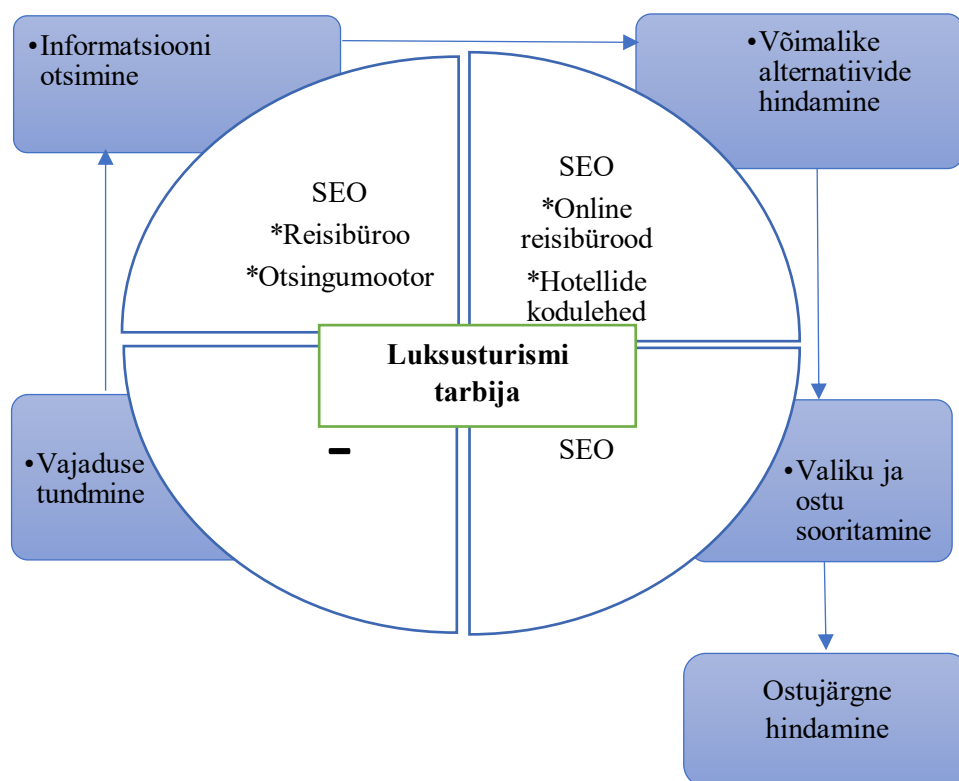 •Informatsiooni
otsimine
•Võimalike
alternatiivide
hindamine
SEO
*Reisibüroo
*Otsingumootor
SEO
*Online
reisibürood
*Hotellide
kodulehed
Luksusturismi
tarbija
•Vajaduse
tundmine
–
SEO
•Valiku ja
ostu
sooritamine
Ostujärgne
hindamine